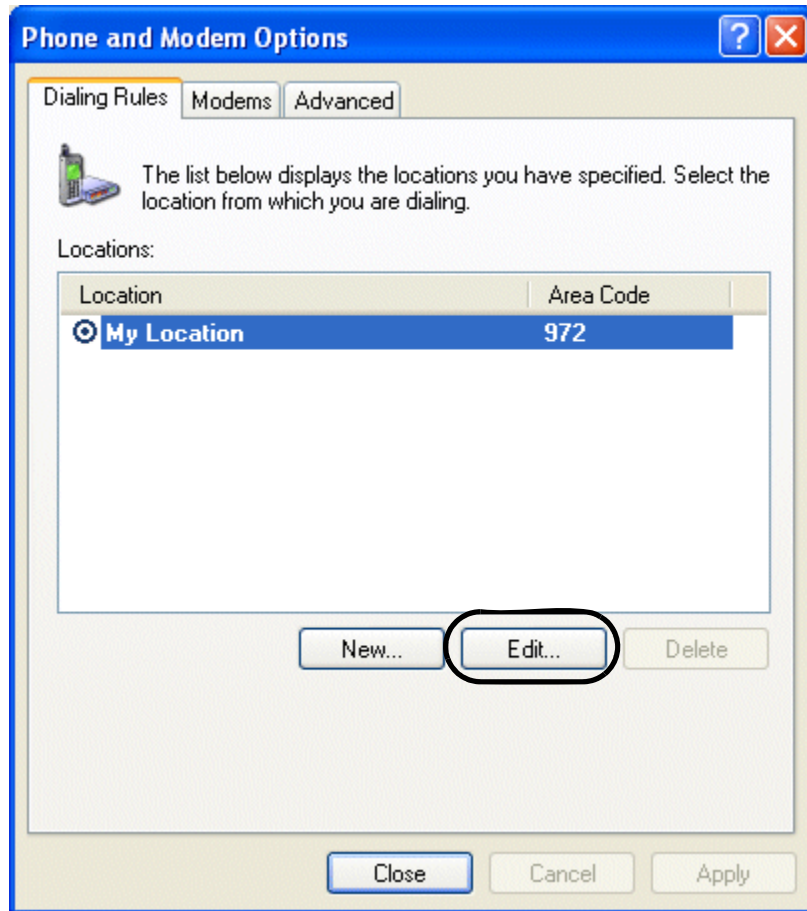 Phone and Modem Options ?
Dialing Rules Modems Advanced
The list below displays the locations you have specified. Select the
location from which you are dialing.
Locations:
Location Area Code
My Location 972
New... Edit... Delete
Close Cancel Apply